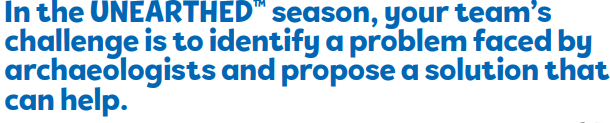 In the UNEARTHED™ season, your team's
challenge is to identify a problem faced by
archaeologists and propose a solution that
can help.